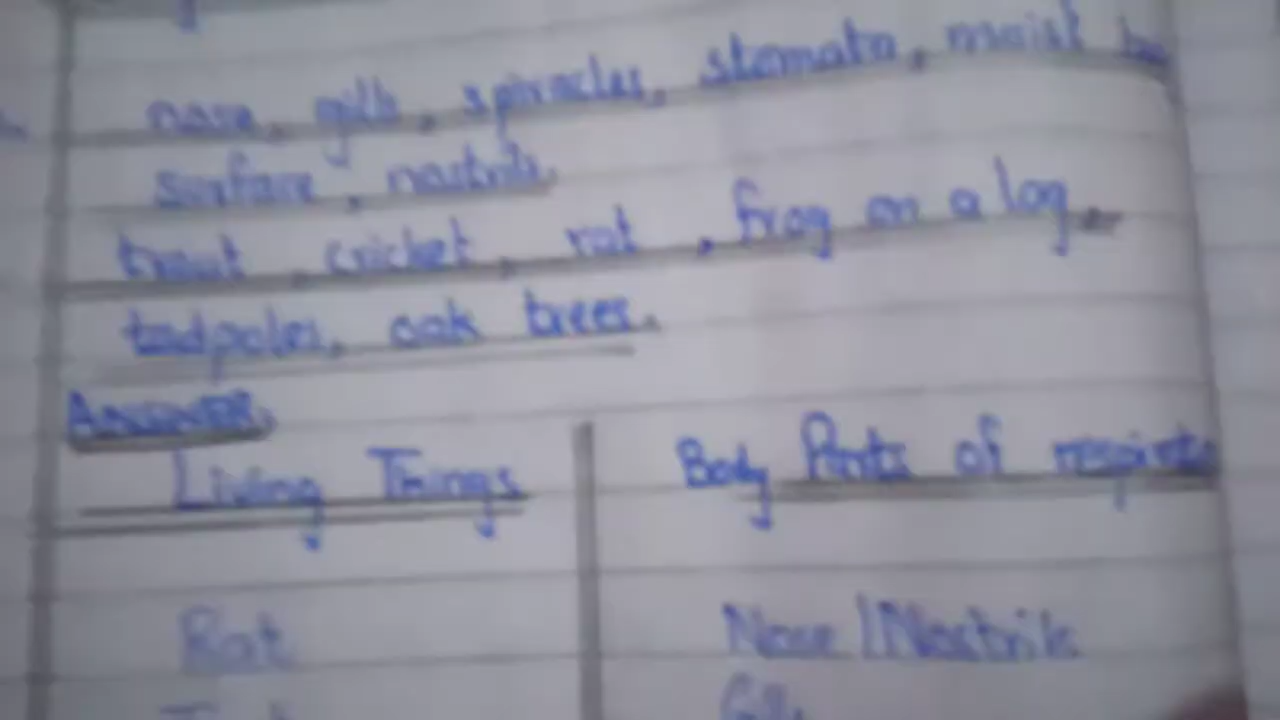 nose, gills, spiracles, stomata, moist
surface, nostrils.
trout, cricket, rat, frog on a log,
tadpoles, oak trees.
Answer.
Living Things Body Parts of
Rat Nose/Nostrils
Gills